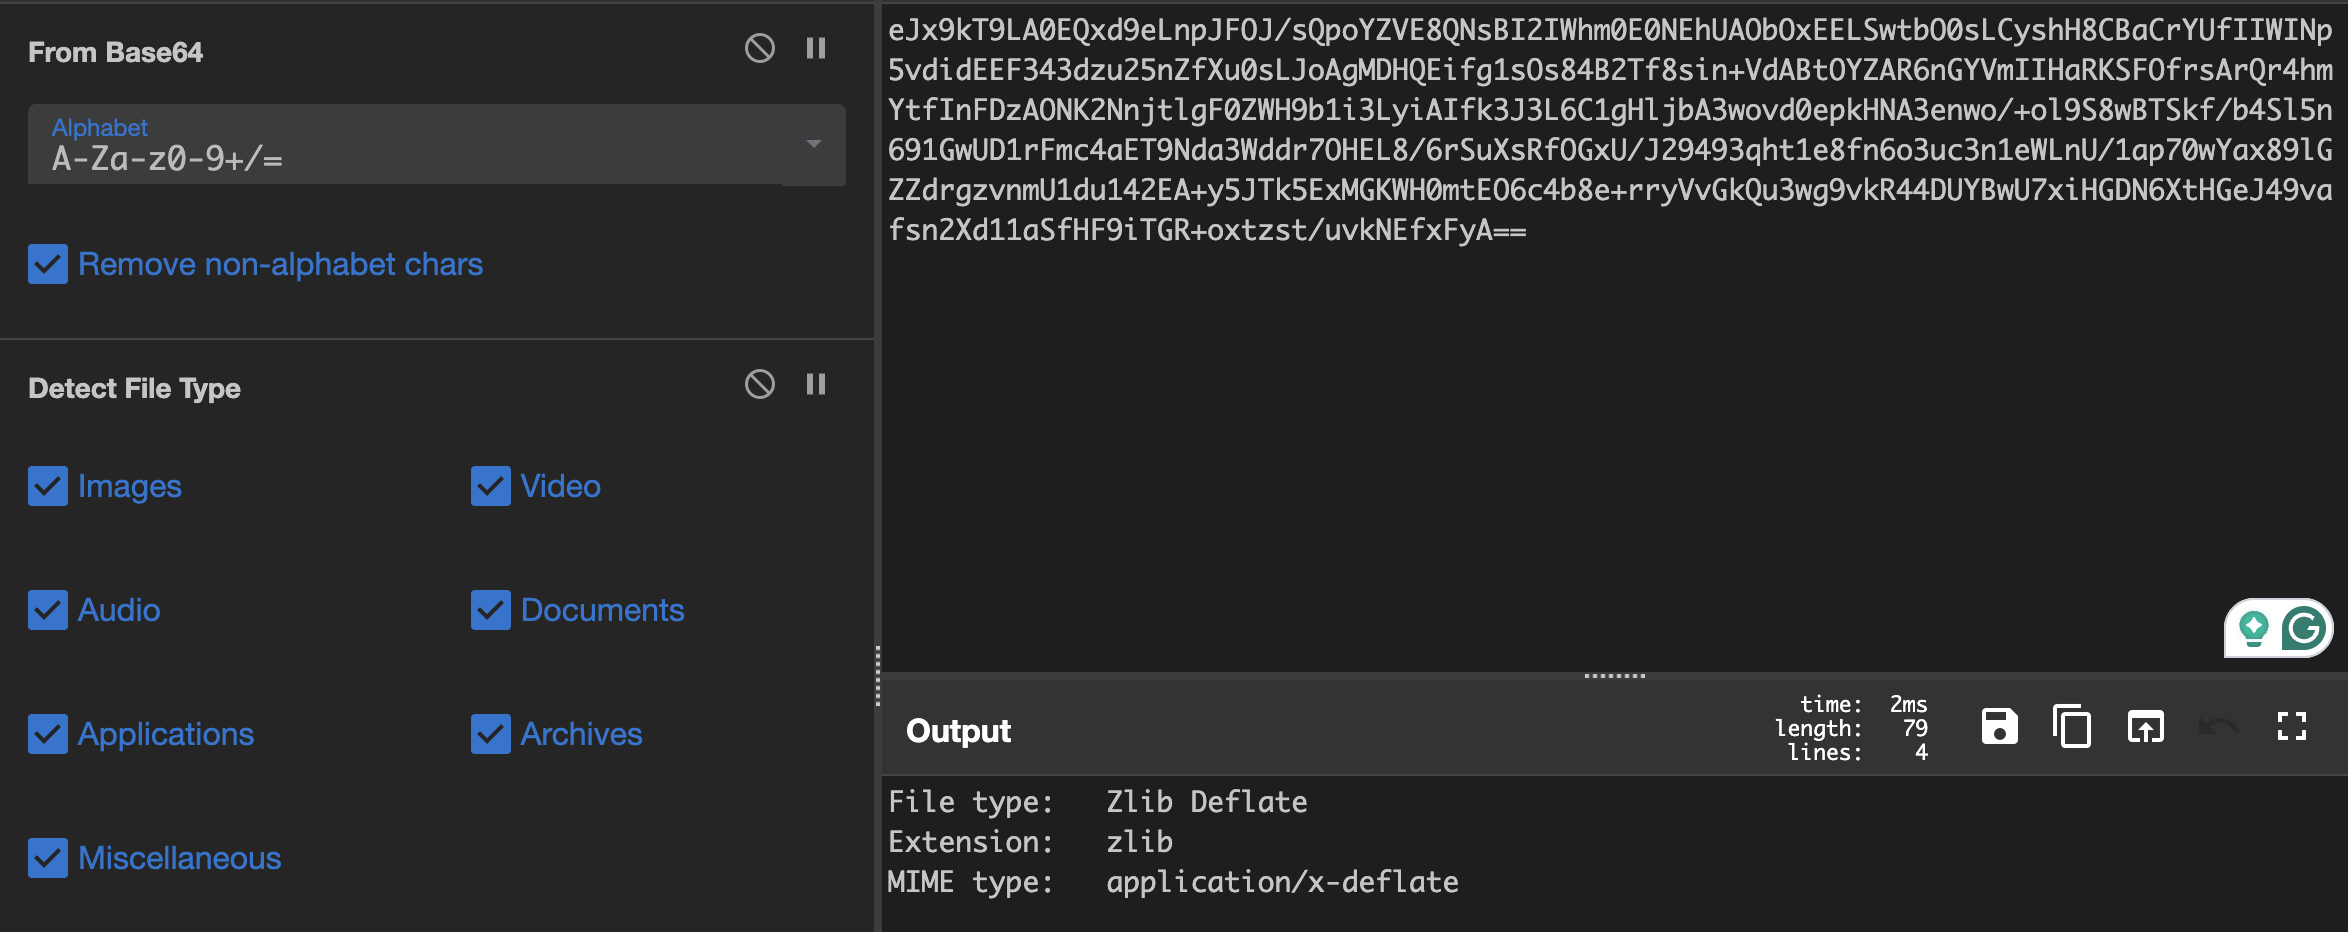 From Base64
Alphabet
A-Za-z0-9+/=
Remove non-alphabet chars
Detect File Type
Images
Video
Audio
Documents
Applications
Archives
Miscellaneous
eJx9kT9LA0EQxd9eLnpJFOJ/sQpoYZVE8QNsBI2IWhm0E0NEhUAObOxEELSwtbO0sLCyshH8CBaCrYUfIIWINp
5vdidEEF343dzu25nZfXu0sLJoAgMDHQEifg1sOs84B2Tf8sin+VdABtOYZAR6nGYVmIIHaRKSFOfrsArQr4hm
YtfInFDzAONK2NnjtlgF0ZWH9b1i3LyiAIfk3J3L6C1gHljbA3wovd0epkHNA3enwo/+ol9S8wBTSkf/b4Sl5n
691GwUD1rFmc4aET9Nda3Wddr7OHEL8/6rSuXsRfOGxU/J29493qht1e8fn6o3uc3n1eWLnU/1ap70wYax89lG
ZZdrgzvnmU1du142EA+y5JTk5ExMGKWH0mtEO6c4b8e+rryVvGkQu3wg9vkR44DUYBwU7xiHGDN6XtHGeJ49va
fsn2Xd11aSfHF9iTGR+oxtzst/uvkNEfxFyA==
Output
time: 2ms
length: 79
lines: 4
File type: Zlib Deflate
Extension: zlib
MIME type: application/x-deflate